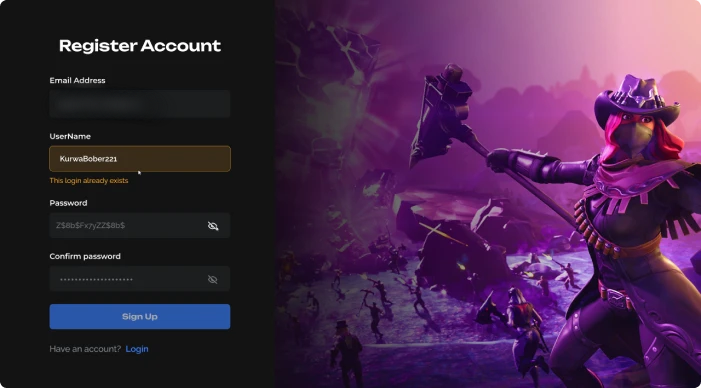 Register Account
Email Address
UserName
KurwaBober221
This login already exists
Password
Z$8b$Fx7yZZ$8b$
Confirm password
Sign Up
Have an account? Login